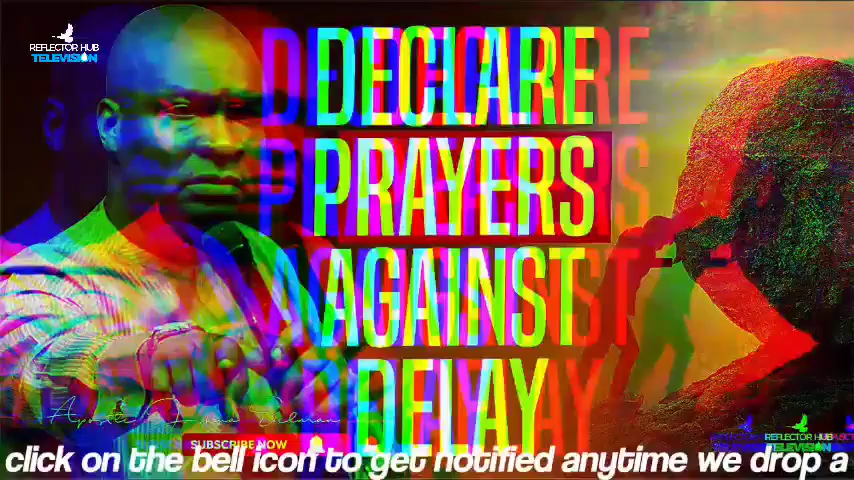 REFLECTOR HUB
TELEVISION
DECLARE
PRAYERS
AGAINST
DELAY
SUBSCRIBE NOW
REFLECTOR HUB
TELEVISION
click on the bell icon to get notified anytime we drop a